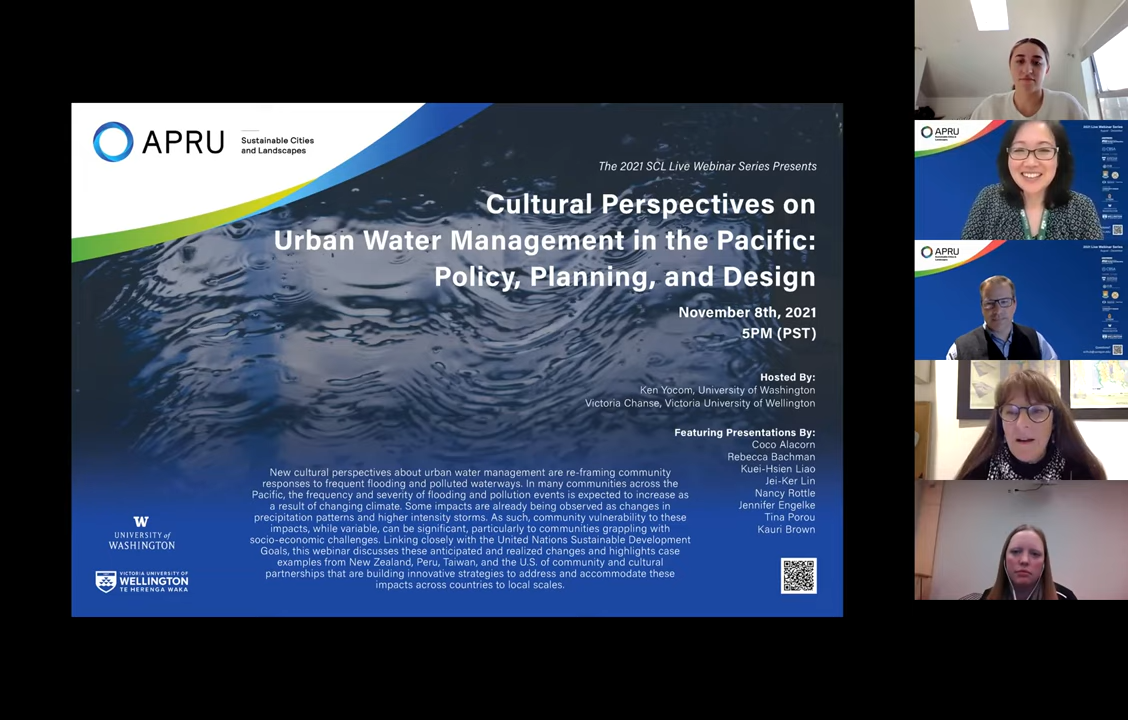 APRU
Sustainable Cities
and Landscapes
The 2021 SCL Live Webinar Series Presents
Cultural Perspectives on
Urban Water Management in the Pacific:
Policy, Planning, and Design
November 8th, 2021
5PM (PST)
Hosted By:
Ken Yocom, University of Washington
Victoria Chanse, Victoria University of Wellington
Featuring Presentations By:
Coco Alacorn
Rebecca Bachman
Kuei-Hsien Liao
Jei-Ker Lin
Nancy Rottle
Jennifer Engelke
Tina Porou
Kauri Brown
New cultural perspectives about urban water management are re-framing community
responses to frequent flooding and polluted waterways. In many communities across the
Pacific, the frequency and severity of flooding and pollution events is expected to increase as
a result of changing climate. Some impacts are already being observed as changes in
precipitation patterns and higher intensity storms. As such, community vulnerability to these
impacts, while variable, can be significant, particularly to communities grappling with
socio-economic challenges. Linking closely with the United Nations Sustainable Development
Goals, this webinar discusses these anticipated and realized changes and highlights case
examples from New Zealand, Peru, Taiwan, and the U.S. of community and cultural
partnerships that are building innovative strategies to address and accommodate these
impacts across countries to local scales.
W
UNIVERSITY of
WASHINGTON
VICTORIA UNIVERSITY OF
WELLINGTON
TE HERENGA WAKA
APRU
2021 Live Webinar Series
APRU
2021 Live Webinar Series